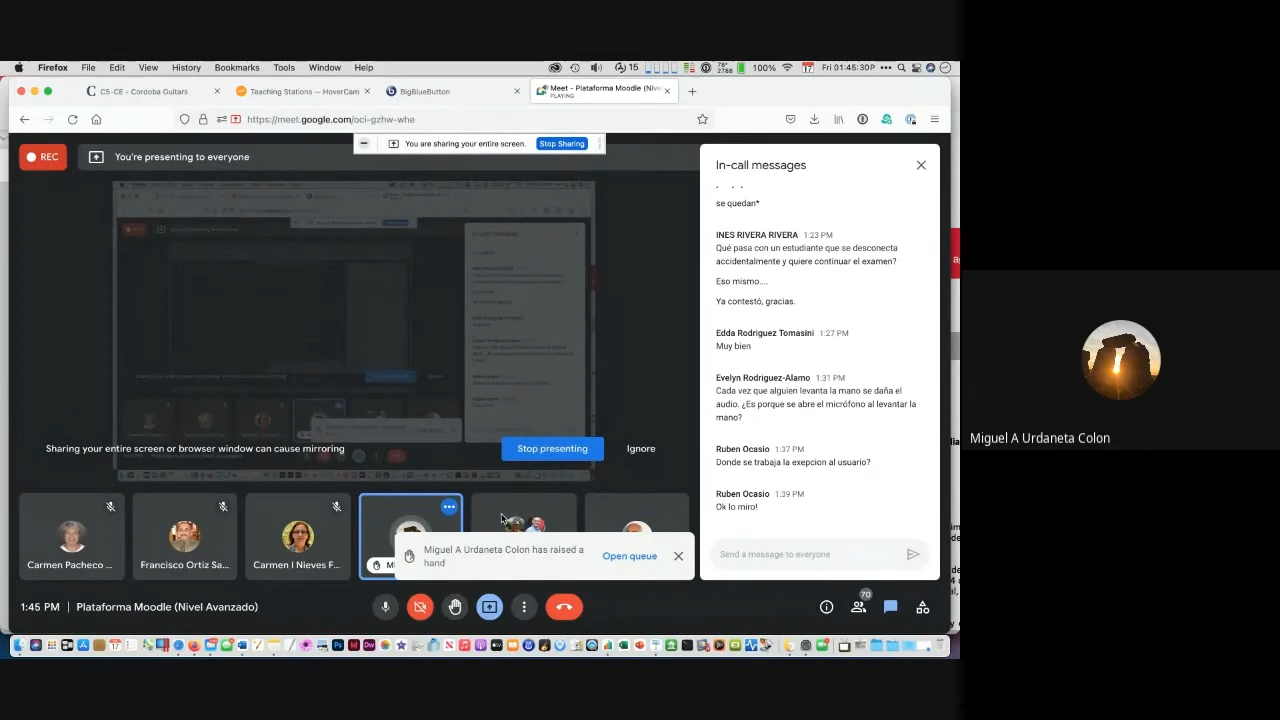 Firefox File Edit View History Bookmarks Tools Window Help
15
78°
2788
100%
17
Fri 01:45:30PM
CS-CE - Cordoba Guitars
Teaching Stations — HoverCam
BigBlueButton
Meet - Plataforma Moodle (Nive
PLAYING
https://meet.google.com/oci-gzhw-whe
You are sharing your entire screen.
Stop Sharing
REC
You're presenting to everyone
In-call messages
se quedan*
INES RIVERA RIVERA 1:23 PM
Qué pasa con un estudiante que se desconecta
accidentalmente y quiere continuar el examen?
Eso mismo....
Ya contestó, gracias.
Edda Rodriguez Tomasini 1:27 PM
Muy bien
Evelyn Rodriguez-Alamo 1:31 PM
Cada vez que alguien levanta la mano se daña el
audio. ¿Es porque se abre el micrófono al levantar la
mano?
Ruben Ocasio 1:37 PM
Donde se trabaja la exepcion al usuario?
Ruben Ocasio 1:39 PM
Ok lo miro!
Send a message to everyone
Sharing your entire screen or browser window can cause mirroring
Stop presenting
Ignore
Carmen Pacheco ...
Francisco Ortiz Sa...
Carmen I Nieves F...
Miguel A Urdaneta Colon has raised a
hand
Open queue
1:45 PM | Plataforma Moodle (Nivel Avanzado)
70
Miguel A Urdaneta Colon